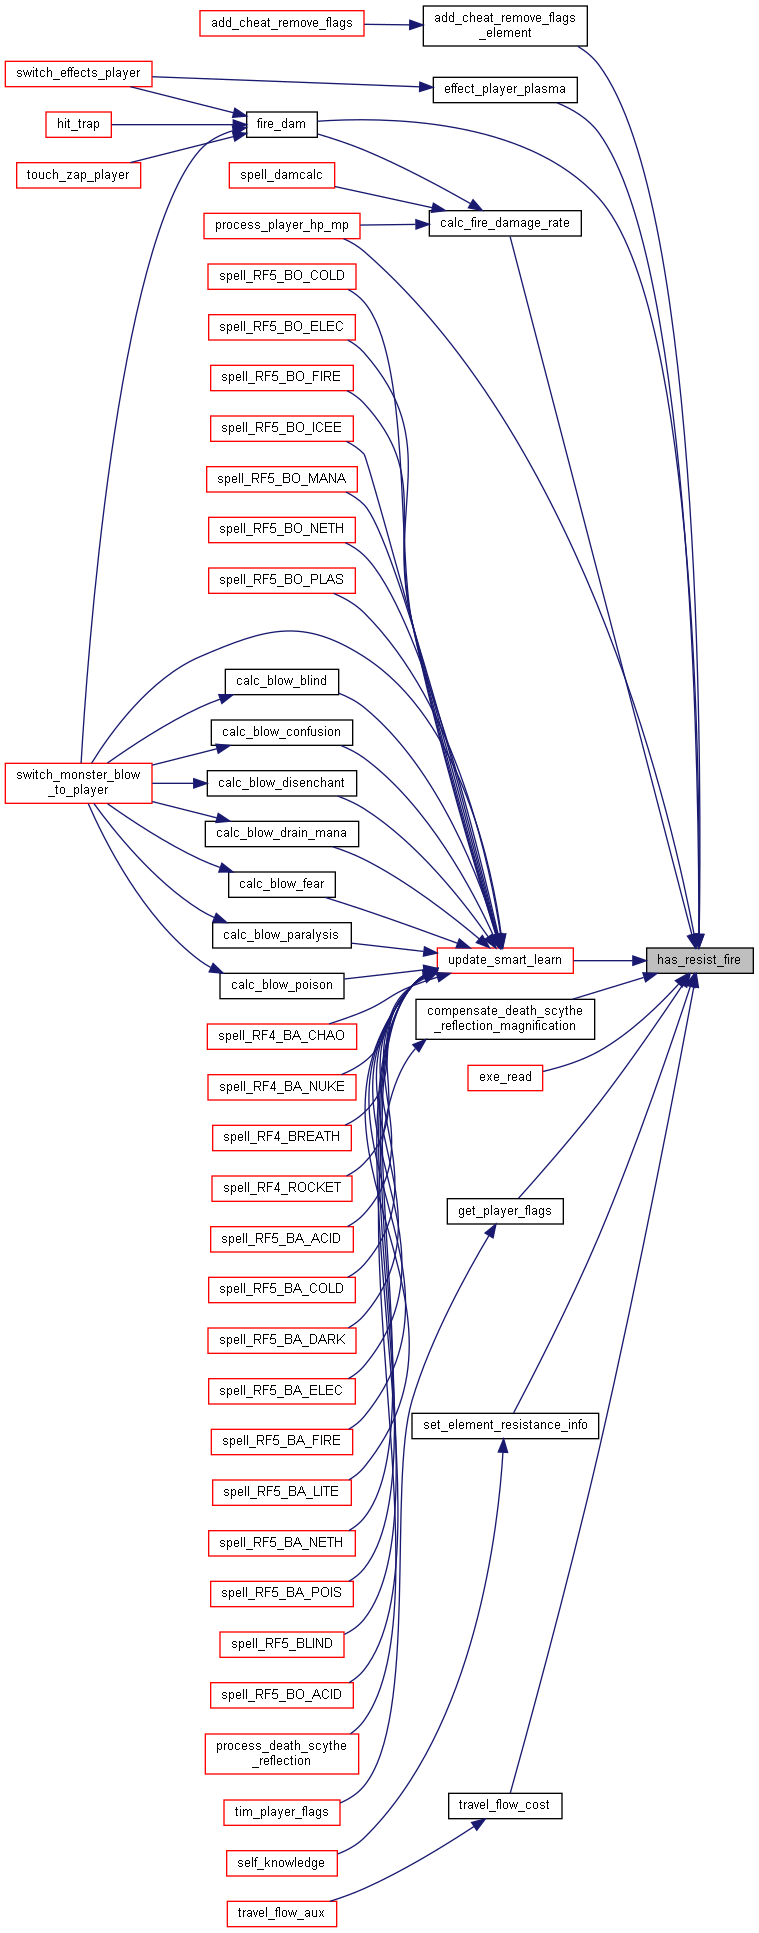 add_cheat_remove_flags
add_cheat_remove_flags
_element
switch_effects_player
effect_player_plasma
hit_trap
fire_dam
touch_zap_player
spell_damcalc
process_player_hp_mp
calc_fire_damage_rate
spell_RF5_BO_COLD
spell_RF5_BO_ELEC
spell_RF5_BO_FIRE
spell_RF5_BO_ICEE
spell_RF5_BO_MANA
spell_RF5_BO_NETH
spell_RF5_BO_PLAS
calc_blow_blind
calc_blow_confusion
switch_monster_blow
_to_player
calc_blow_disenchant
calc_blow_drain_mana
calc_blow_fear
calc_blow_paralysis
update_smart_learn
has_resist_fire
calc_blow_poison
compensate_death_scythe
_reflection_magnification
spell_RF4_BA_CHAO
exe_read
spell_RF4_BA_NUKE
spell_RF4_BREATH
spell_RF4_ROCKET
get_player_flags
spell_RF5_BA_ACID
spell_RF5_BA_COLD
spell_RF5_BA_DARK
spell_RF5_BA_ELEC
set_element_resistance_info
spell_RF5_BA_FIRE
spell_RF5_BA_LITE
spell_RF5_BA_NETH
spell_RF5_BA_POIS
spell_RF5_BLIND
spell_RF5_BO_ACID
process_death_scythe
_reflection
tim_player_flags
travel_flow_cost
self_knowledge
travel_flow_aux